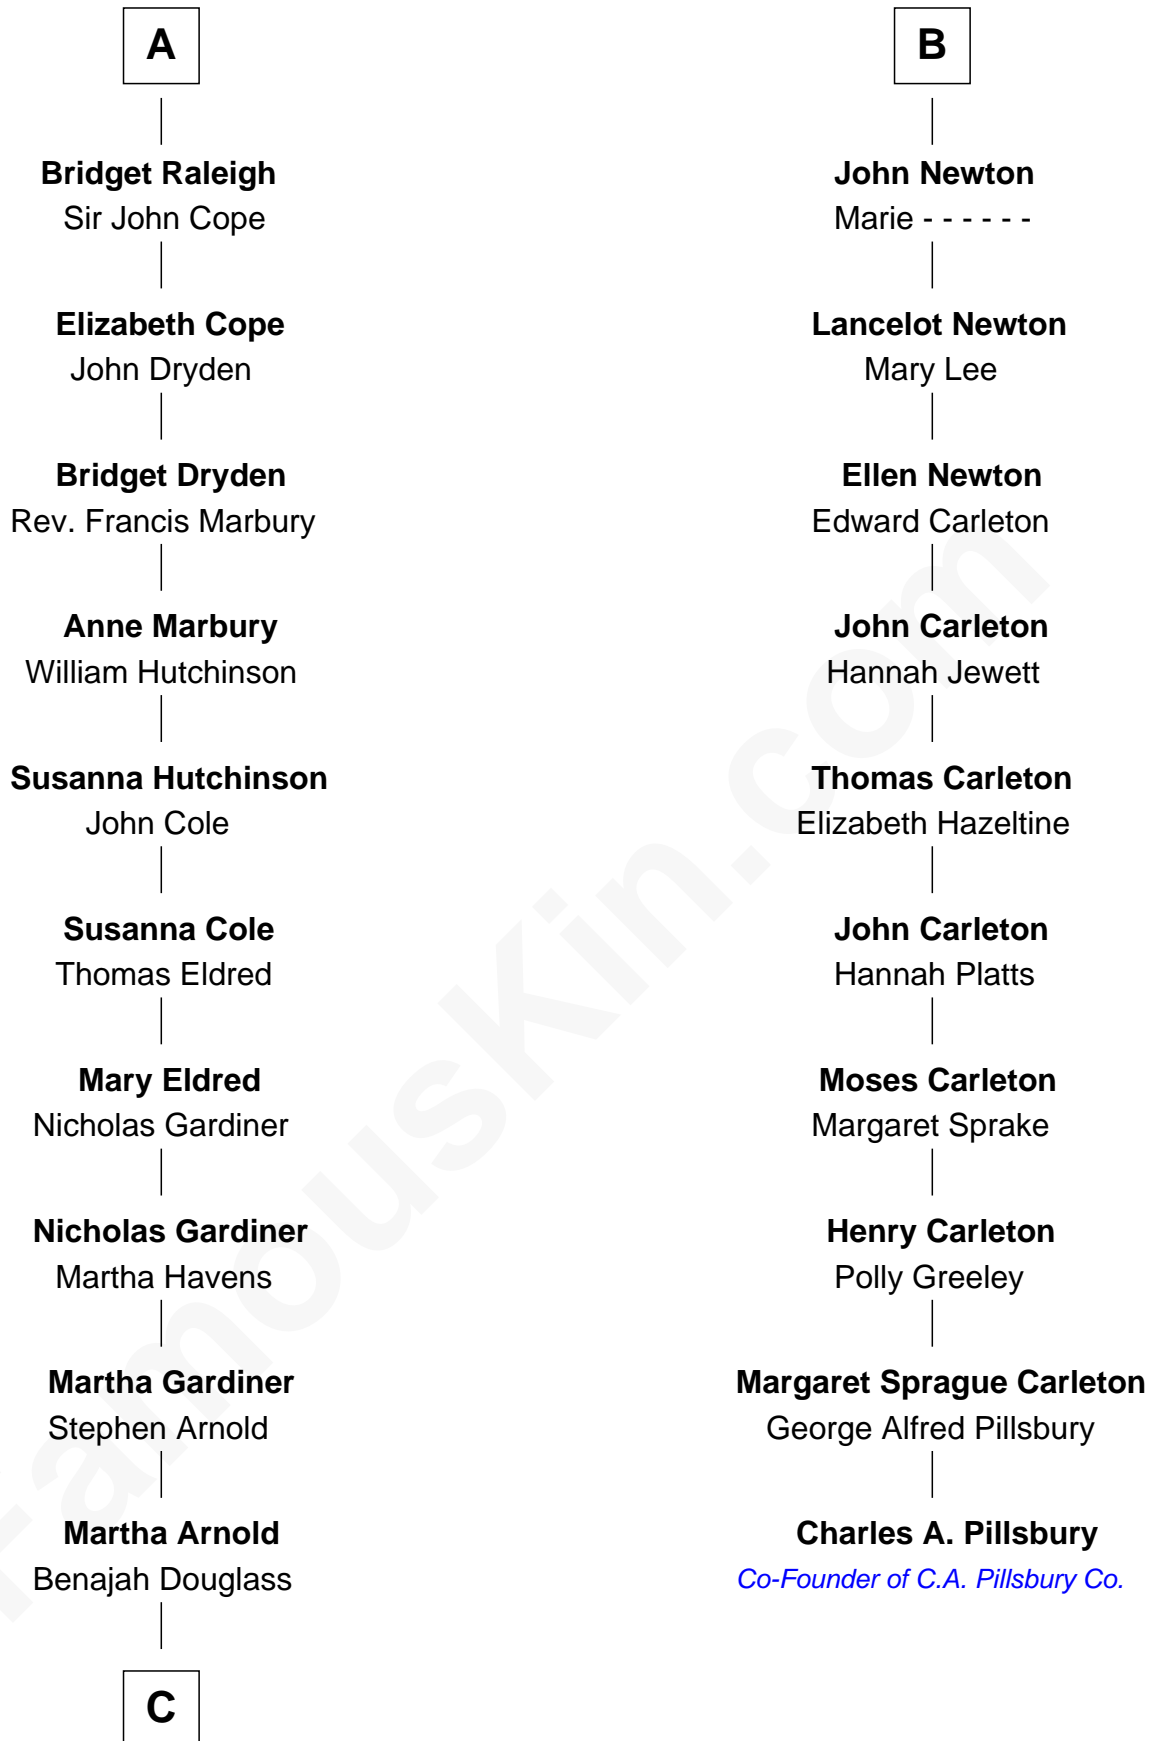 A
Bridget Raleigh
Sir John Cope
Elizabeth Cope
John Dryden
Bridget Dryden
Rev. Francis Marbury
Anne Marbury
William Hutchinson
Susanna Hutchinson
John Cole
Susanna Cole
Thomas Eldred
Mary Eldred
Nicholas Gardiner
Nicholas Gardiner
Martha Havens
Martha Gardiner
Stephen Arnold
Martha Arnold
Benajah Douglass
C
B
John Newton
Marie - - - - - -
Lancelot Newton
Mary Lee
Ellen Newton
Edward Carleton
John Carleton
Hannah Jewett
Thomas Carleton
Elizabeth Hazeltine
John Carleton
Hannah Platts
Moses Carleton
Margaret Sprake
Henry Carleton
Polly Greeley
Margaret Sprague Carleton
George Alfred Pillsbury
Charles A. Pillsbury
Co-Founder of C.A. Pillsbury Co.
FamousKin.com